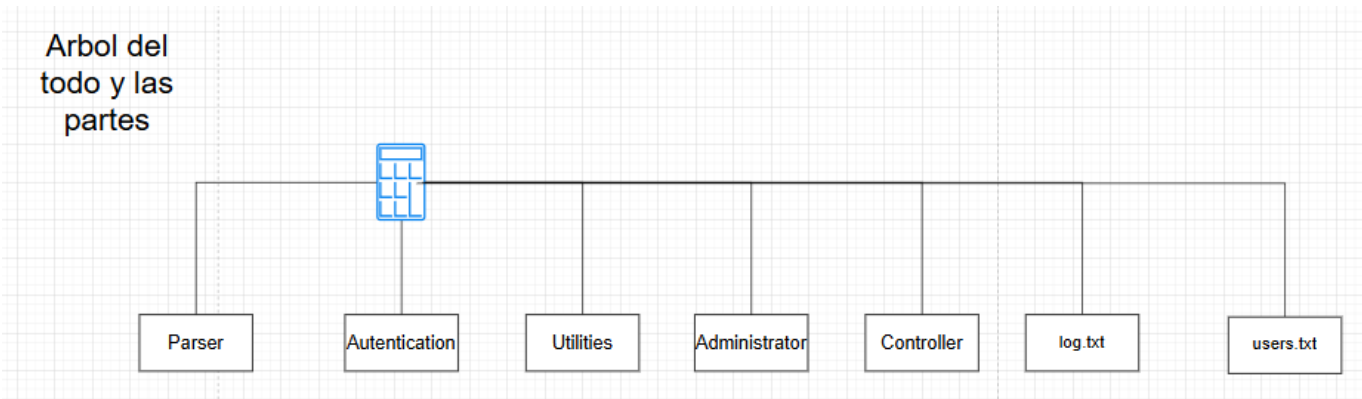 Arbol del
todo y las
partes
Parser
Autentication
Utilities
Administrator
Controller
log.txt
users.txt